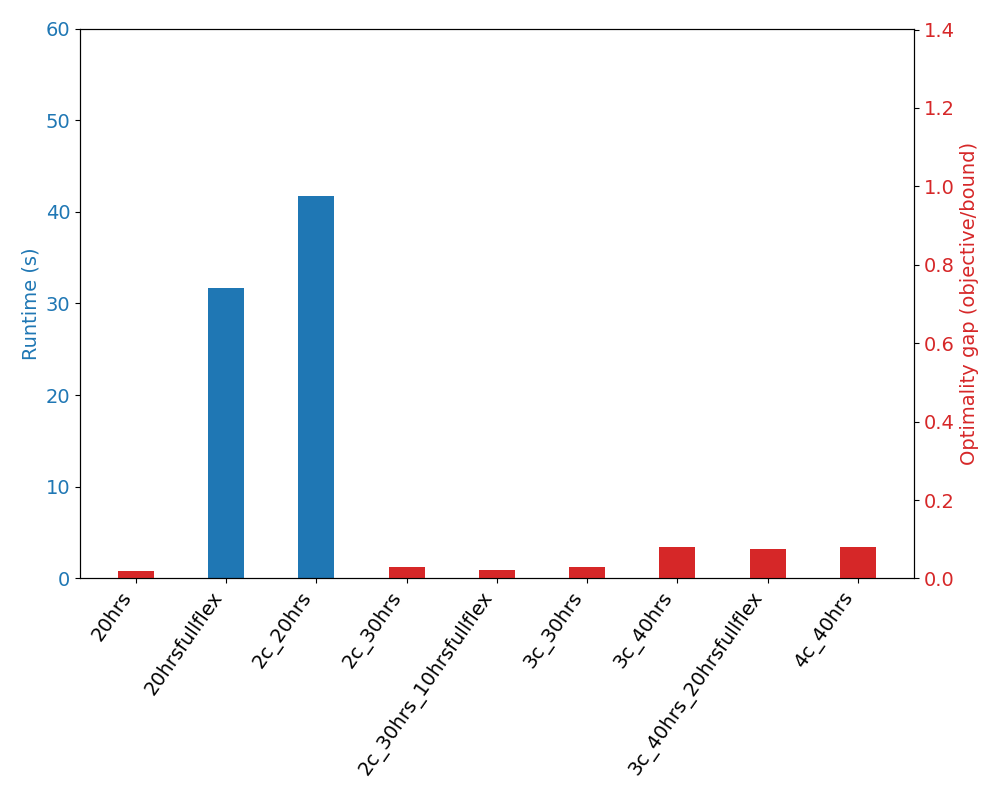 60
50
40
30
20
10
0
Runtime (s)
1.4
1.2
1.0
0.8
0.6
0.4
0.2
0.0
Optimality gap (objective/bound)
20hrs
20hrsfullflex
2c_20hrs
2c_30hrs
2c_30hrs_10hrsfullflex
3c_30hrs
3c_40hrs
3c_40hrs_20hrsfullflex
4c_40hrs